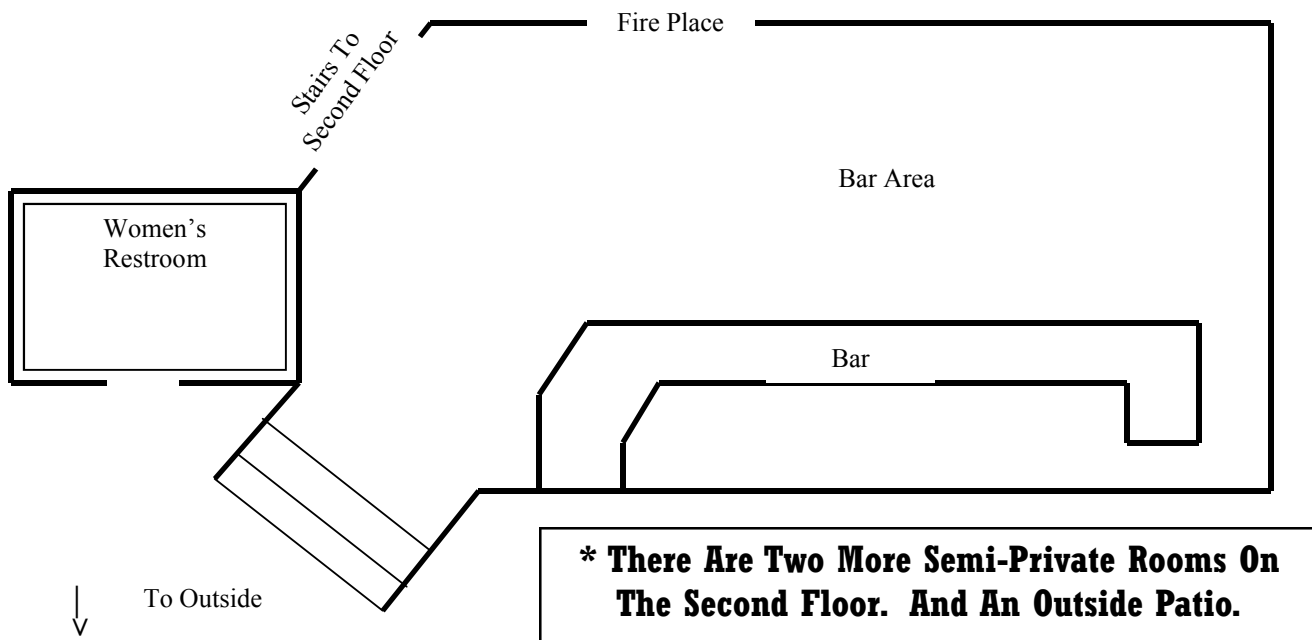 Fire Place
Stairs To
Second Floor
Bar Area
Women’s
Restroom
Bar
* There Are Two More Semi-Private Rooms On
The Second Floor.  And An Outside Patio.
To Outside